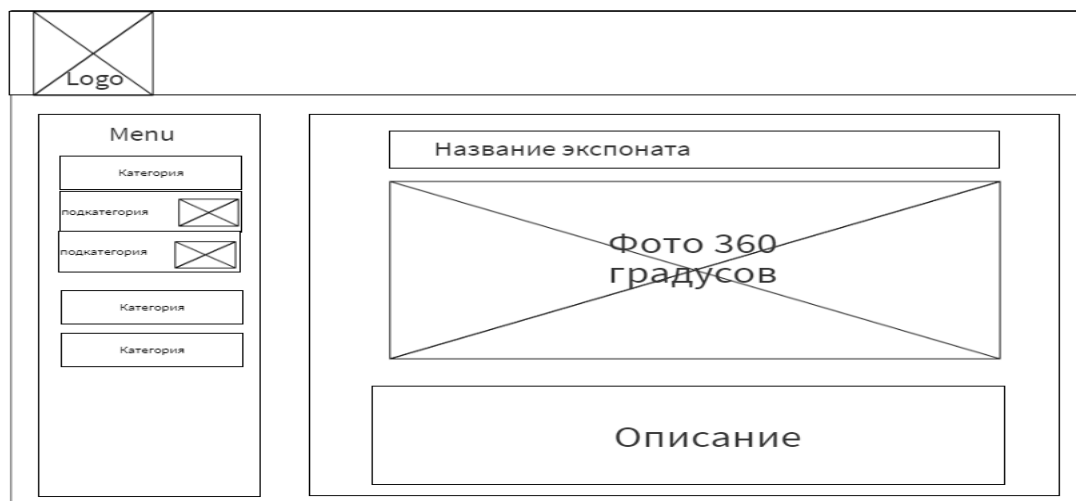 Logo
Menu
Категория
подкатегория
подкатегория
Категория
Категория
Название экспоната
Фото 360
градусов
Описание